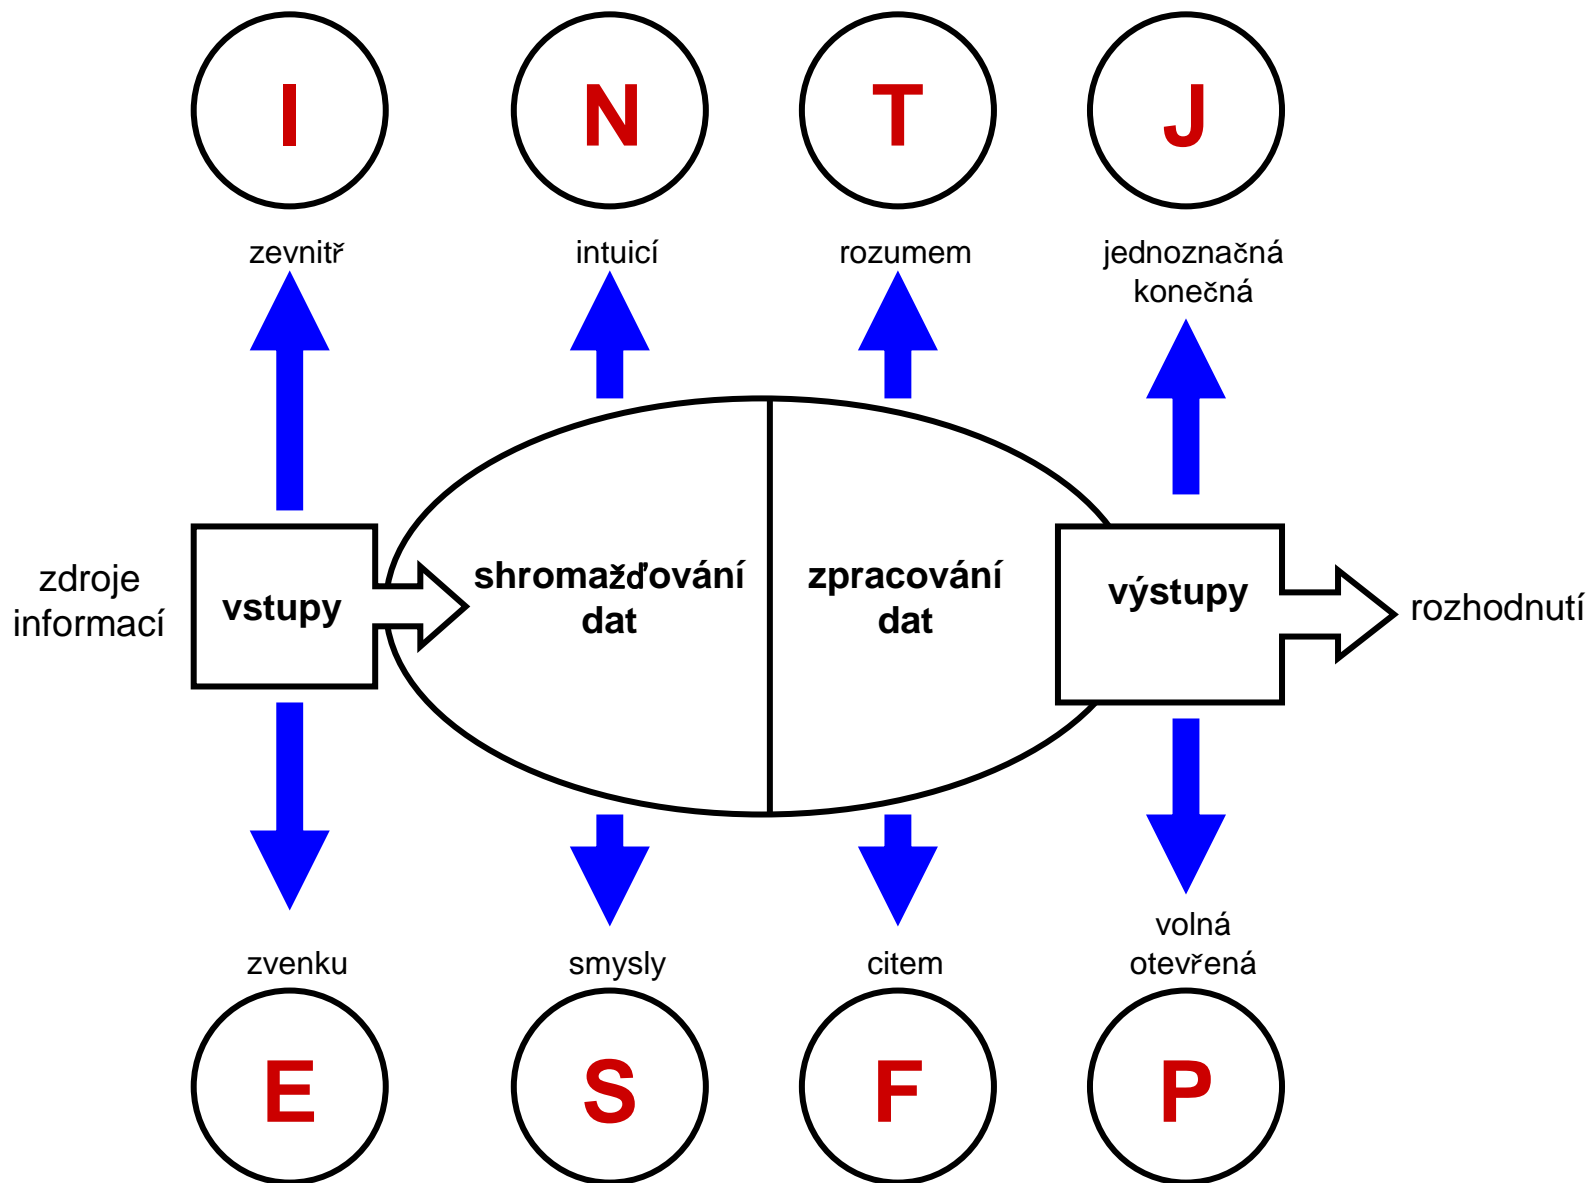 I N T J
zevnitř intuicí rozumem jednoznačná
konečná
zdroje
informací
vstupy
shromažďování
dat
zpracování
dat
výstupy
rozhodnutí
zvenku smysly citem volná
otevřená
E S F P